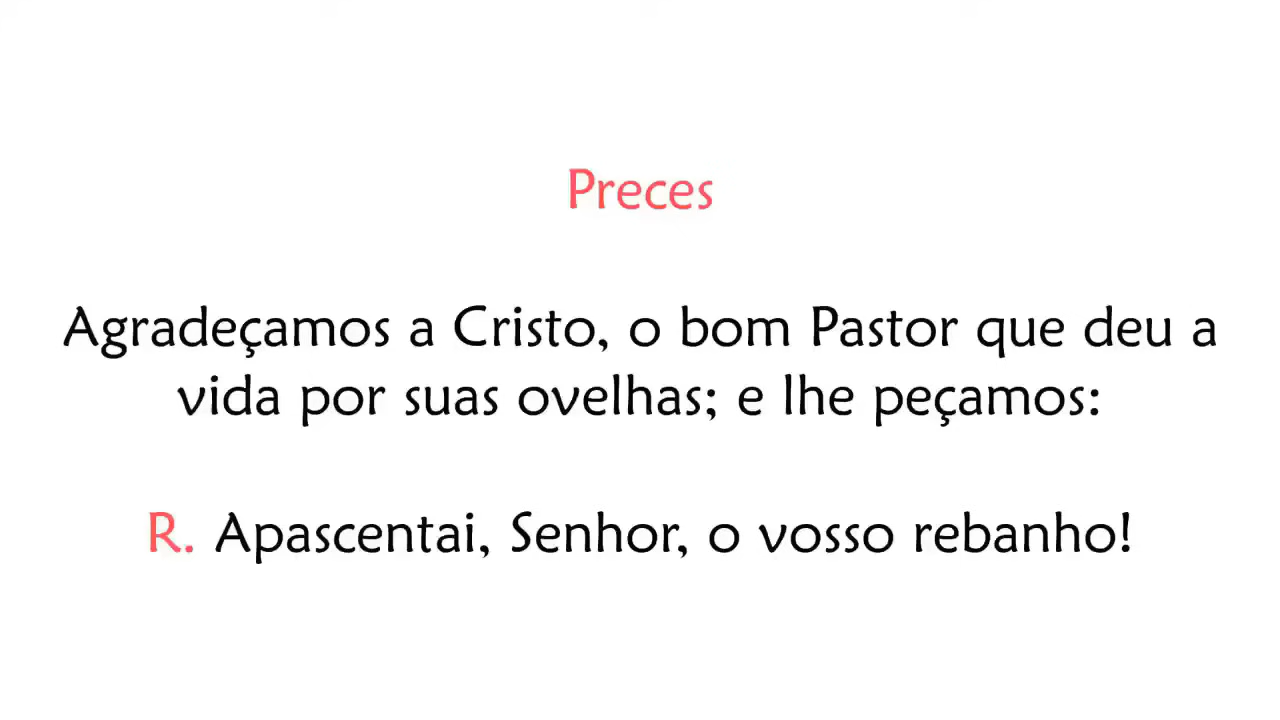 Preces
Agradeçamos a Cristo, o bom Pastor que deu a
vida por suas ovelhas; e lhe peçamos:
R. Apascentai, Senhor, o vosso rebanho!